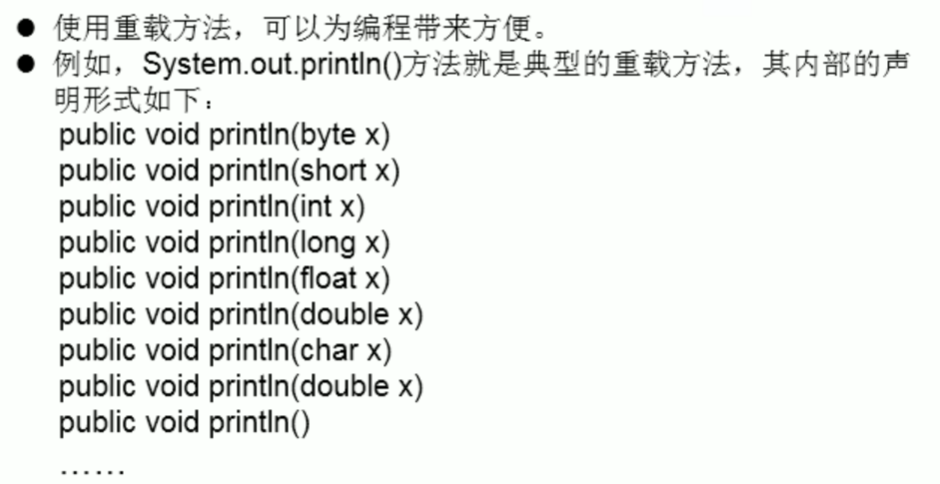 ● 使用重载方法，可以为编程带来方便。
● 例如，System.out.println()方法就是典型的重载方法，其内部的声
明形式如下：
public void println(byte x)
public void println(short x)
public void println(int x)
public void println(long x)
public void println(float x)
public void println(double x)
public void println(char x)
public void println(double x)
public void println()
……